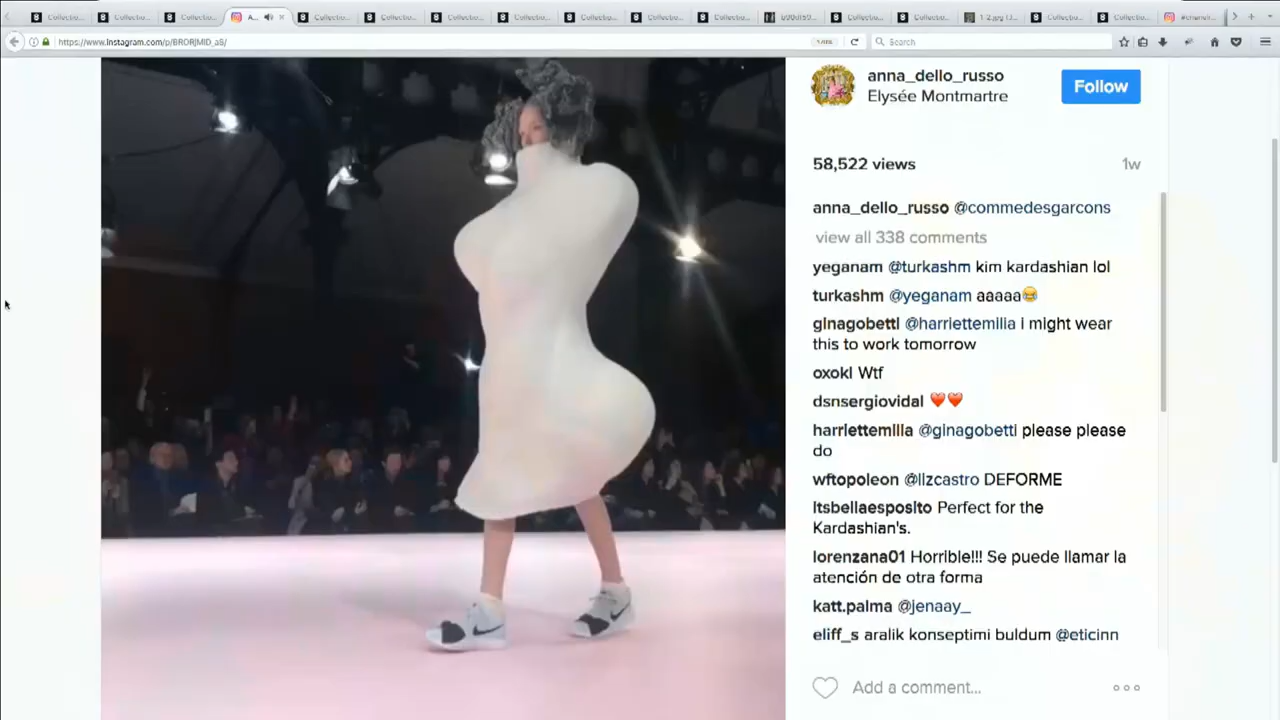 https://www.instagram.com/p/BRORJMID_a8/
Search
anna_dello_russo
Elysée Montmartre
Follow
58,522 views
1w
anna_dello_russo @commedesgarcons
view all 338 comments
yeganam @turkashm kim kardashian lol
turkashm @yeganam aaaaa😂
ginagobetti @harriettemilla i might wear
this to work tomorrow
oxokl Wtf
dsnsergiovidal ❤️❤️
harriettemilla @ginagobetti please please
do
wftopoleon @llzcastro DEFORME
itsbellaesposito Perfect for the
Kardashian's.
lorenzana01 Horrible!!! Se puede llamar la
atención de otra forma
katt.palma @jenaay_
eliff_s aralik konseptimi buldum @eticinn
Add a comment...